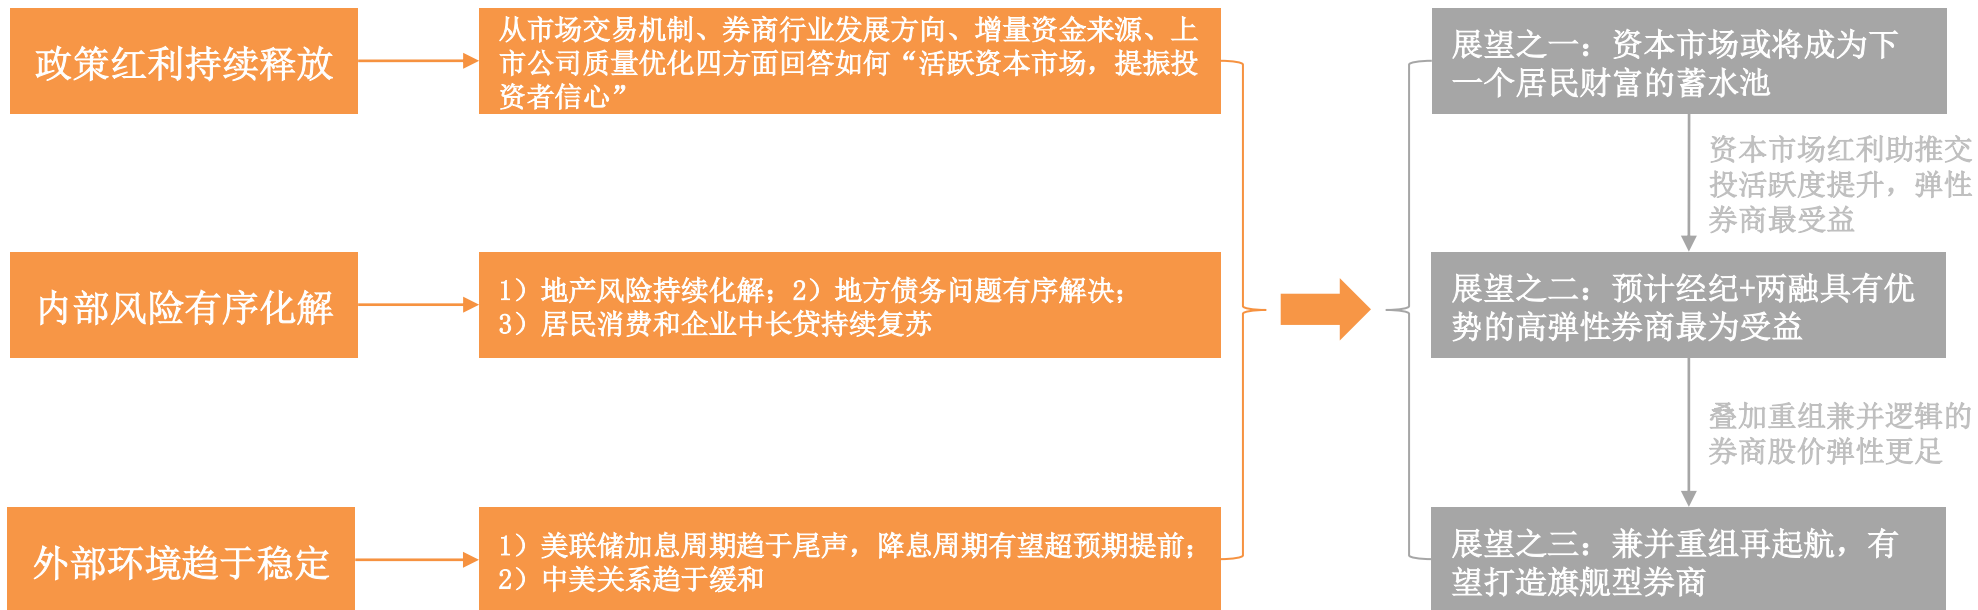 政策红利持续释放
从市场交易机制、券商行业发展方向、增量资金来源、上
市公司质量优化四方面回答如何“活跃资本市场，提振投
资者信心”
内部风险有序化解
1）地产风险持续化解；2）地方债务问题有序解决；
3）居民消费和企业中长贷持续复苏
外部环境趋于稳定
1）美联储加息周期趋于尾声，降息周期有望超预期提前；
2）中美关系趋于缓和
展望之一：资本市场或将成为下
一个居民财富的蓄水池
资本市场红利助推交
投活跃度提升，弹性
券商最受益
展望之二：预计经纪+两融具有优
势的高弹性券商最为受益
叠加重组兼并逻辑的
券商股价弹性更足
展望之三：兼并重组再起航，有
望打造旗舰型券商